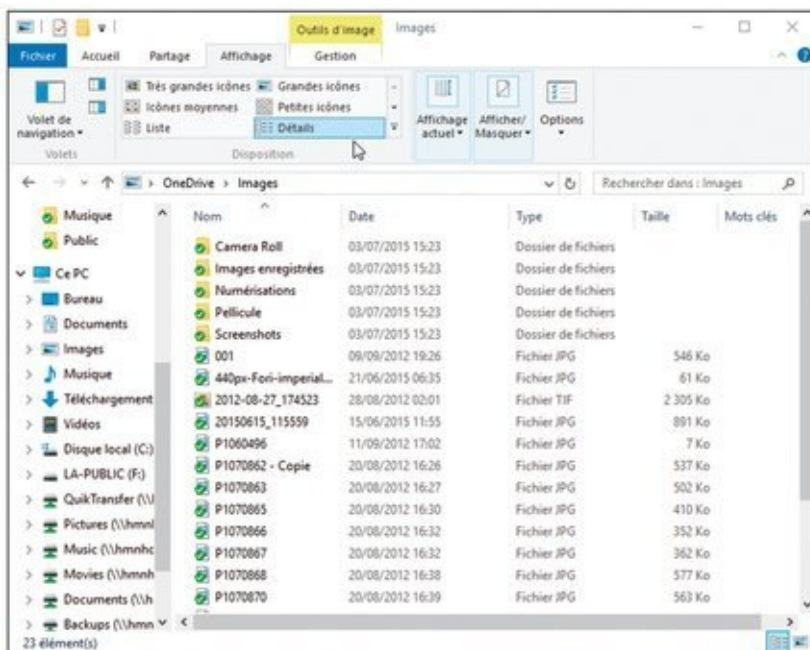 Outils d'image Images
Fichier Accueil Partage Affichage Gestion
Très grandes icônes Grandes icônes
Icônes moyennes Petites icônes
Liste Détails
Volet de navigation
Affichage actuel
Afficher/ Masquer
Options
Volets Disposition
OneDrive > Images Rechercher dans : Images
Musique
Public
Ce PC
Bureau
Documents
Images
Musique
Téléchargement
Vidéos
Disque local (C:)
LA-PUBLIC (F:)
QuikTransfer (\\
Pictures (\\hmnl
Music (\\hmnhc
Movies (\\hmnh
Documents (\\h
Backups (\\hmn
Nom Date Type Taille Mots clés
Camera Roll 03/07/2015 15:23 Dossier de fichiers
Images enregistrées 03/07/2015 15:23 Dossier de fichiers
Numérisations 03/07/2015 15:23 Dossier de fichiers
Pellicule 03/07/2015 15:23 Dossier de fichiers
Screenshots 03/07/2015 15:23 Dossier de fichiers
001 09/09/2012 19:26 Fichier JPG 546 Ko
440px-Fori-imperial... 21/06/2015 06:35 Fichier JPG 61 Ko
2012-08-27_174523 28/08/2012 02:01 Fichier TIF 2 305 Ko
20150615_115559 15/06/2015 11:55 Fichier JPG 891 Ko
P1060496 11/09/2012 17:02 Fichier JPG 7 Ko
P1070862 - Copie 20/08/2012 16:26 Fichier JPG 537 Ko
P1070863 20/08/2012 16:27 Fichier JPG 502 Ko
P1070865 20/08/2012 16:30 Fichier JPG 410 Ko
P1070866 20/08/2012 16:32 Fichier JPG 352 Ko
P1070867 20/08/2012 16:32 Fichier JPG 362 Ko
P1070868 20/08/2012 16:38 Fichier JPG 577 Ko
P1070870 20/08/2012 16:39 Fichier JPG 563 Ko
23 élément(s)